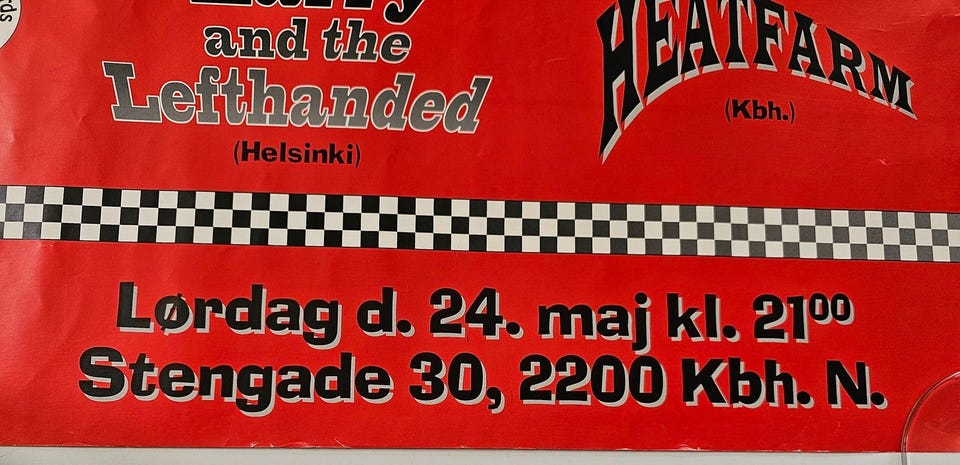 and the
Lefthanded
(Helsinki)
HEATFARM
(Kbh.)
Lørdag d. 24. maj kl. 21⁰⁰
Stengade 30, 2200 Kbh. N.